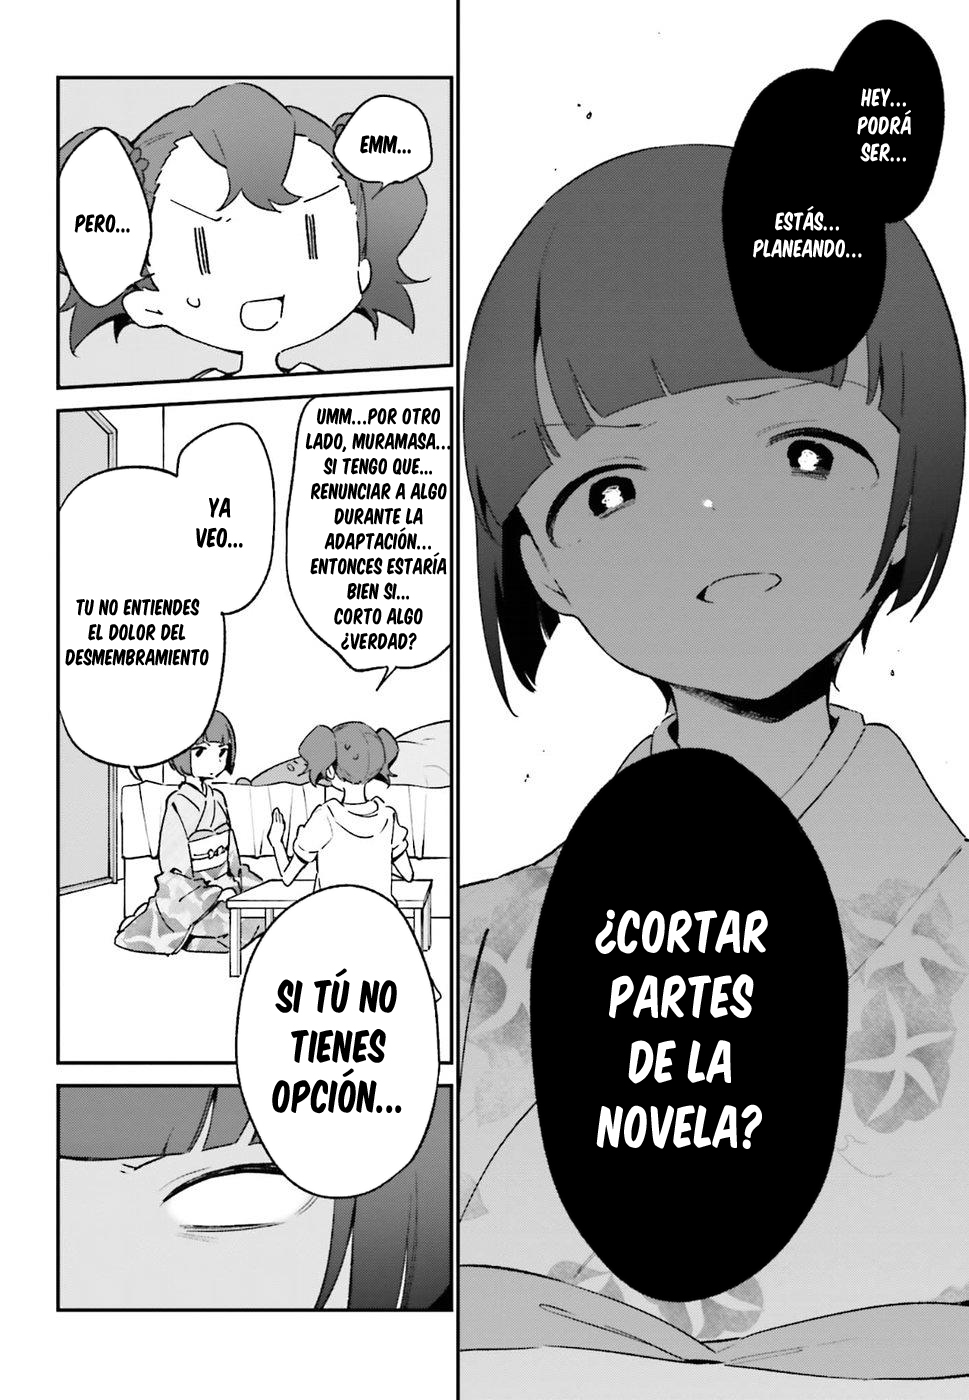 HEY...
PODRÁ
SER...
ESTÁS...
PLANEANDO...
¿CORTAR
PARTES
DE LA
NOVELA?
EMM...
PERO...
UMM...POR OTRO
LADO, MURAMASA...
SI TENGO QUE...
RENUNCIAR A ALGO
DURANTE LA
ADAPTACIÓN...
ENTONCES ESTARÍA
BIEN SI...
CORTO ALGO
¿VERDAD?
YA
VEO...
TU NO ENTIENDES
EL DOLOR DEL
DESMEMBRAMIENTO
SI TÚ NO
TIENES
OPCIÓN...